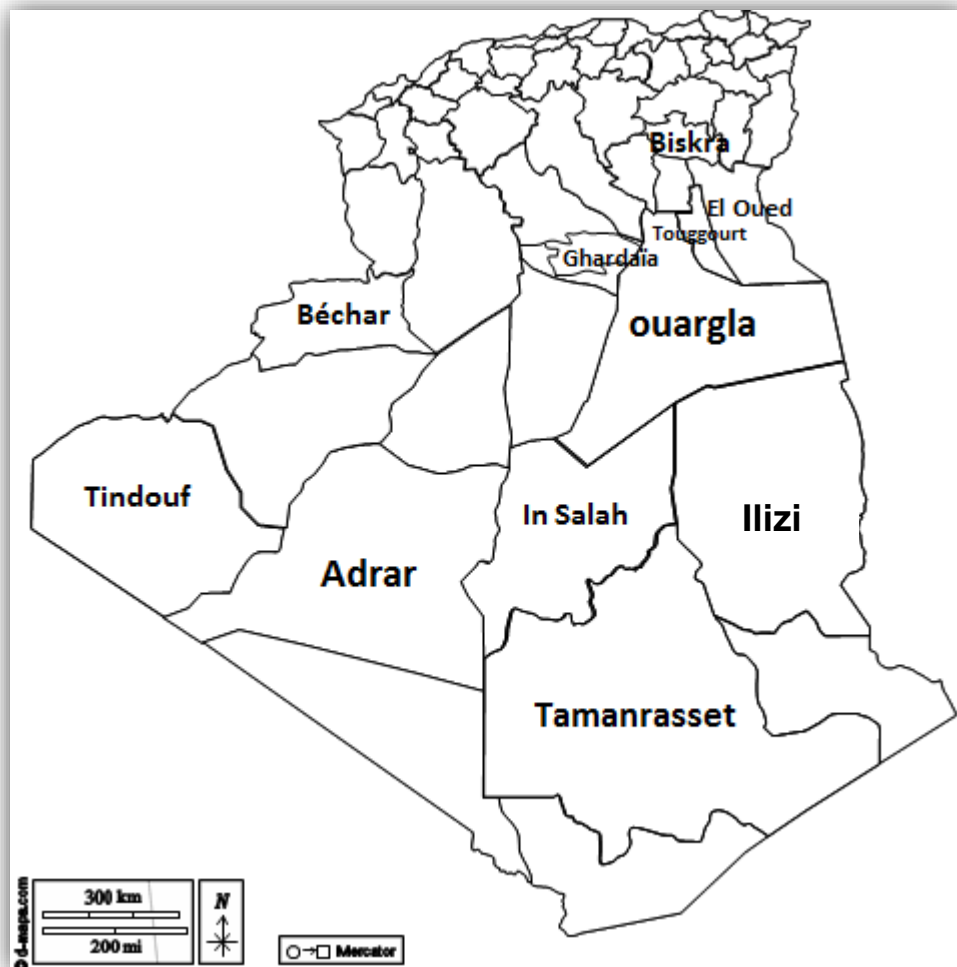 Biskra
El Oued
Touggourt
Ghardaïa
Béchar
ouargla
Tindouf
In Salah
Ilizi
Adrar
Tamanrasset
300 km
200 mi
N
Mercator
© d-maps.com